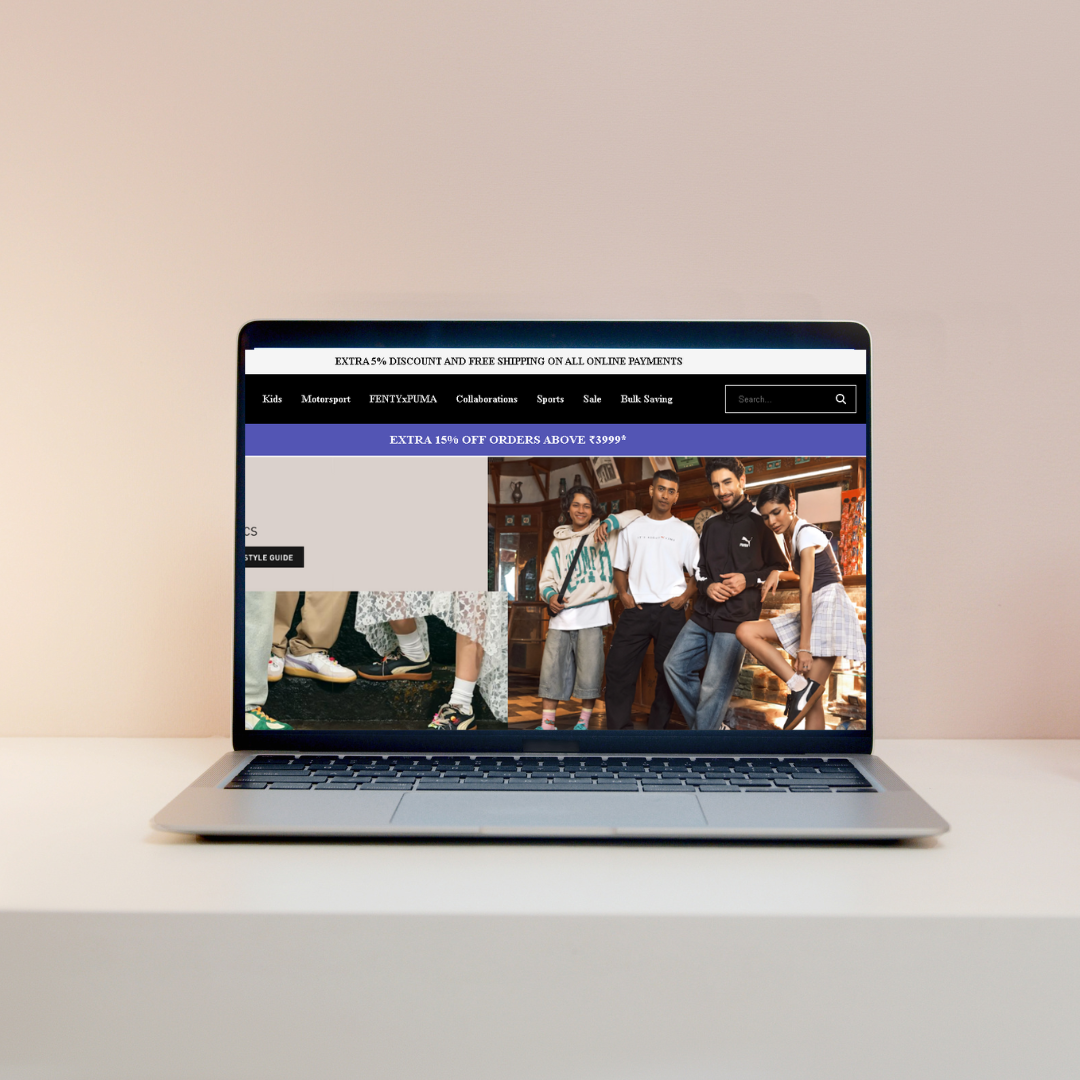 EXTRA 5% DISCOUNT AND FREE SHIPPING ON ALL ONLINE PAYMENTS
Kids Motorsport FENTYxPUMA Collaborations Sports Sale Bulk Saving Search...
EXTRA 15% OFF ORDERS ABOVE ₹3999*
CS
STYLE GUIDE